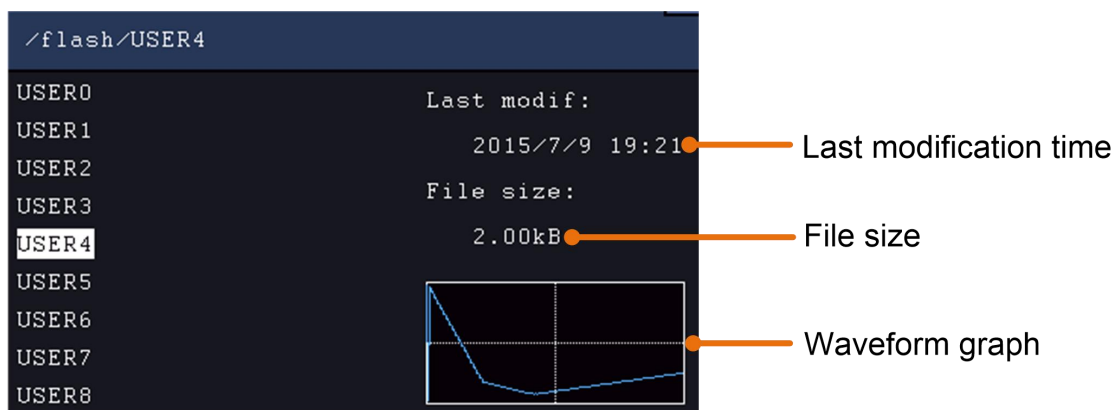 /flash/USER4
USER0
USER1
USER2
USER3
USER4
USER5
USER6
USER7
USER8
Last modif:
2015/7/9 19:21
File size:
2.00kB
Last modification time
File size
Waveform graph